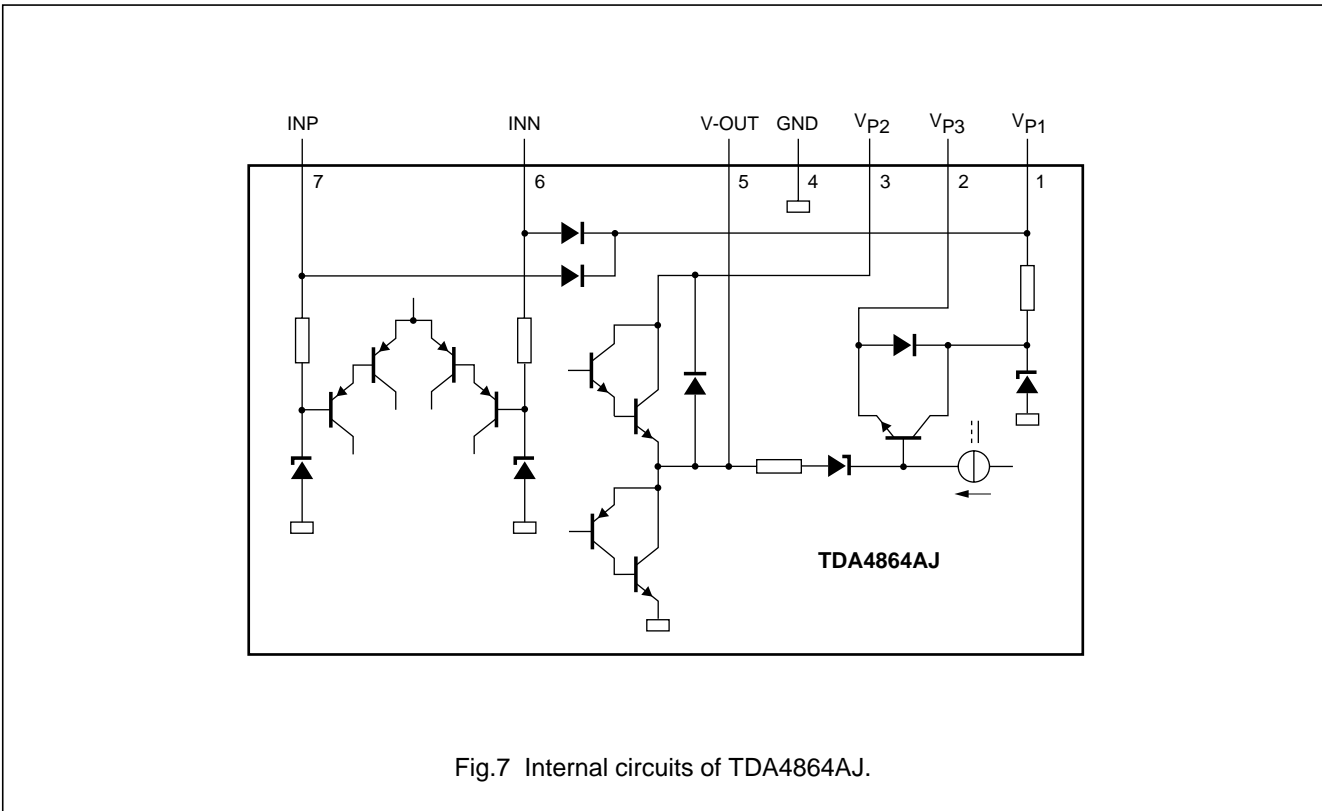 INP INN V-OUT GND VP2 VP3 VP1
7 6 5 4 3 2 1
TDA4864AJ
Fig.7 Internal circuits of TDA4864AJ.